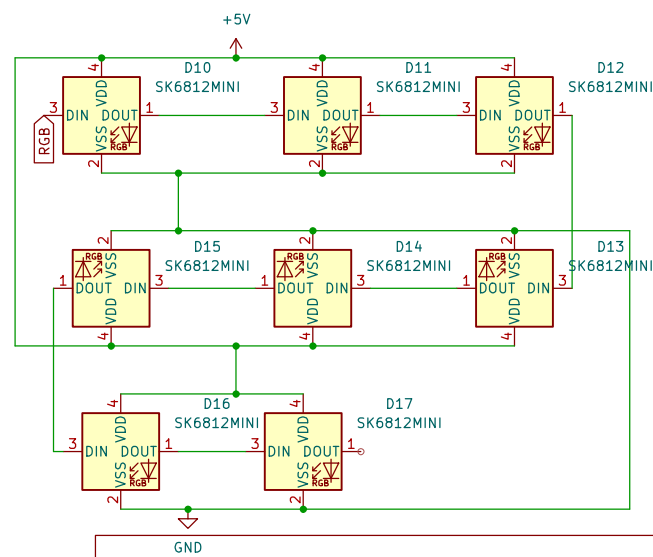 +5V
D10
SK6812MINI
D11
SK6812MINI
D12
SK6812MINI
4
VDD
3
DIN
DOUT
1
VSS
RGB
2
4
VDD
3
DIN
DOUT
1
VSS
RGB
2
4
VDD
3
DIN
DOUT
1
VSS
RGB
2
RGB
D15
SK6812MINI
D14
SK6812MINI
D13
SK6812MINI
2
RGB
VSS
1
DOUT
DIN
3
VDD
4
2
RGB
VSS
1
DOUT
DIN
3
VDD
4
2
RGB
VSS
1
DOUT
DIN
3
VDD
4
D16
SK6812MINI
D17
SK6812MINI
4
VDD
3
DIN
DOUT
1
VSS
RGB
2
4
VDD
3
DIN
DOUT
1
VSS
RGB
2
GND